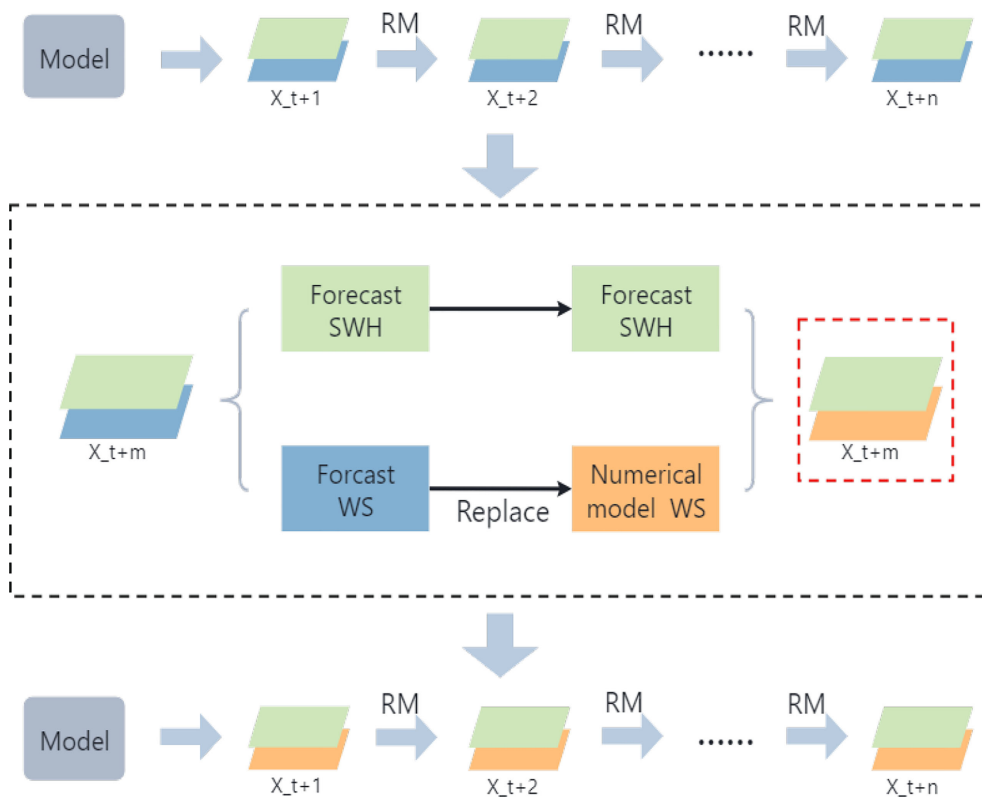 Model
RM
RM
......
RM
X_t+1
X_t+2
X_t+n
Forecast
SWH
Forecast
SWH
X_t+m
X_t+m
Forcast
WS
Replace
Numerical
model WS
Model
RM
RM
......
RM
X_t+1
X_t+2
X_t+n